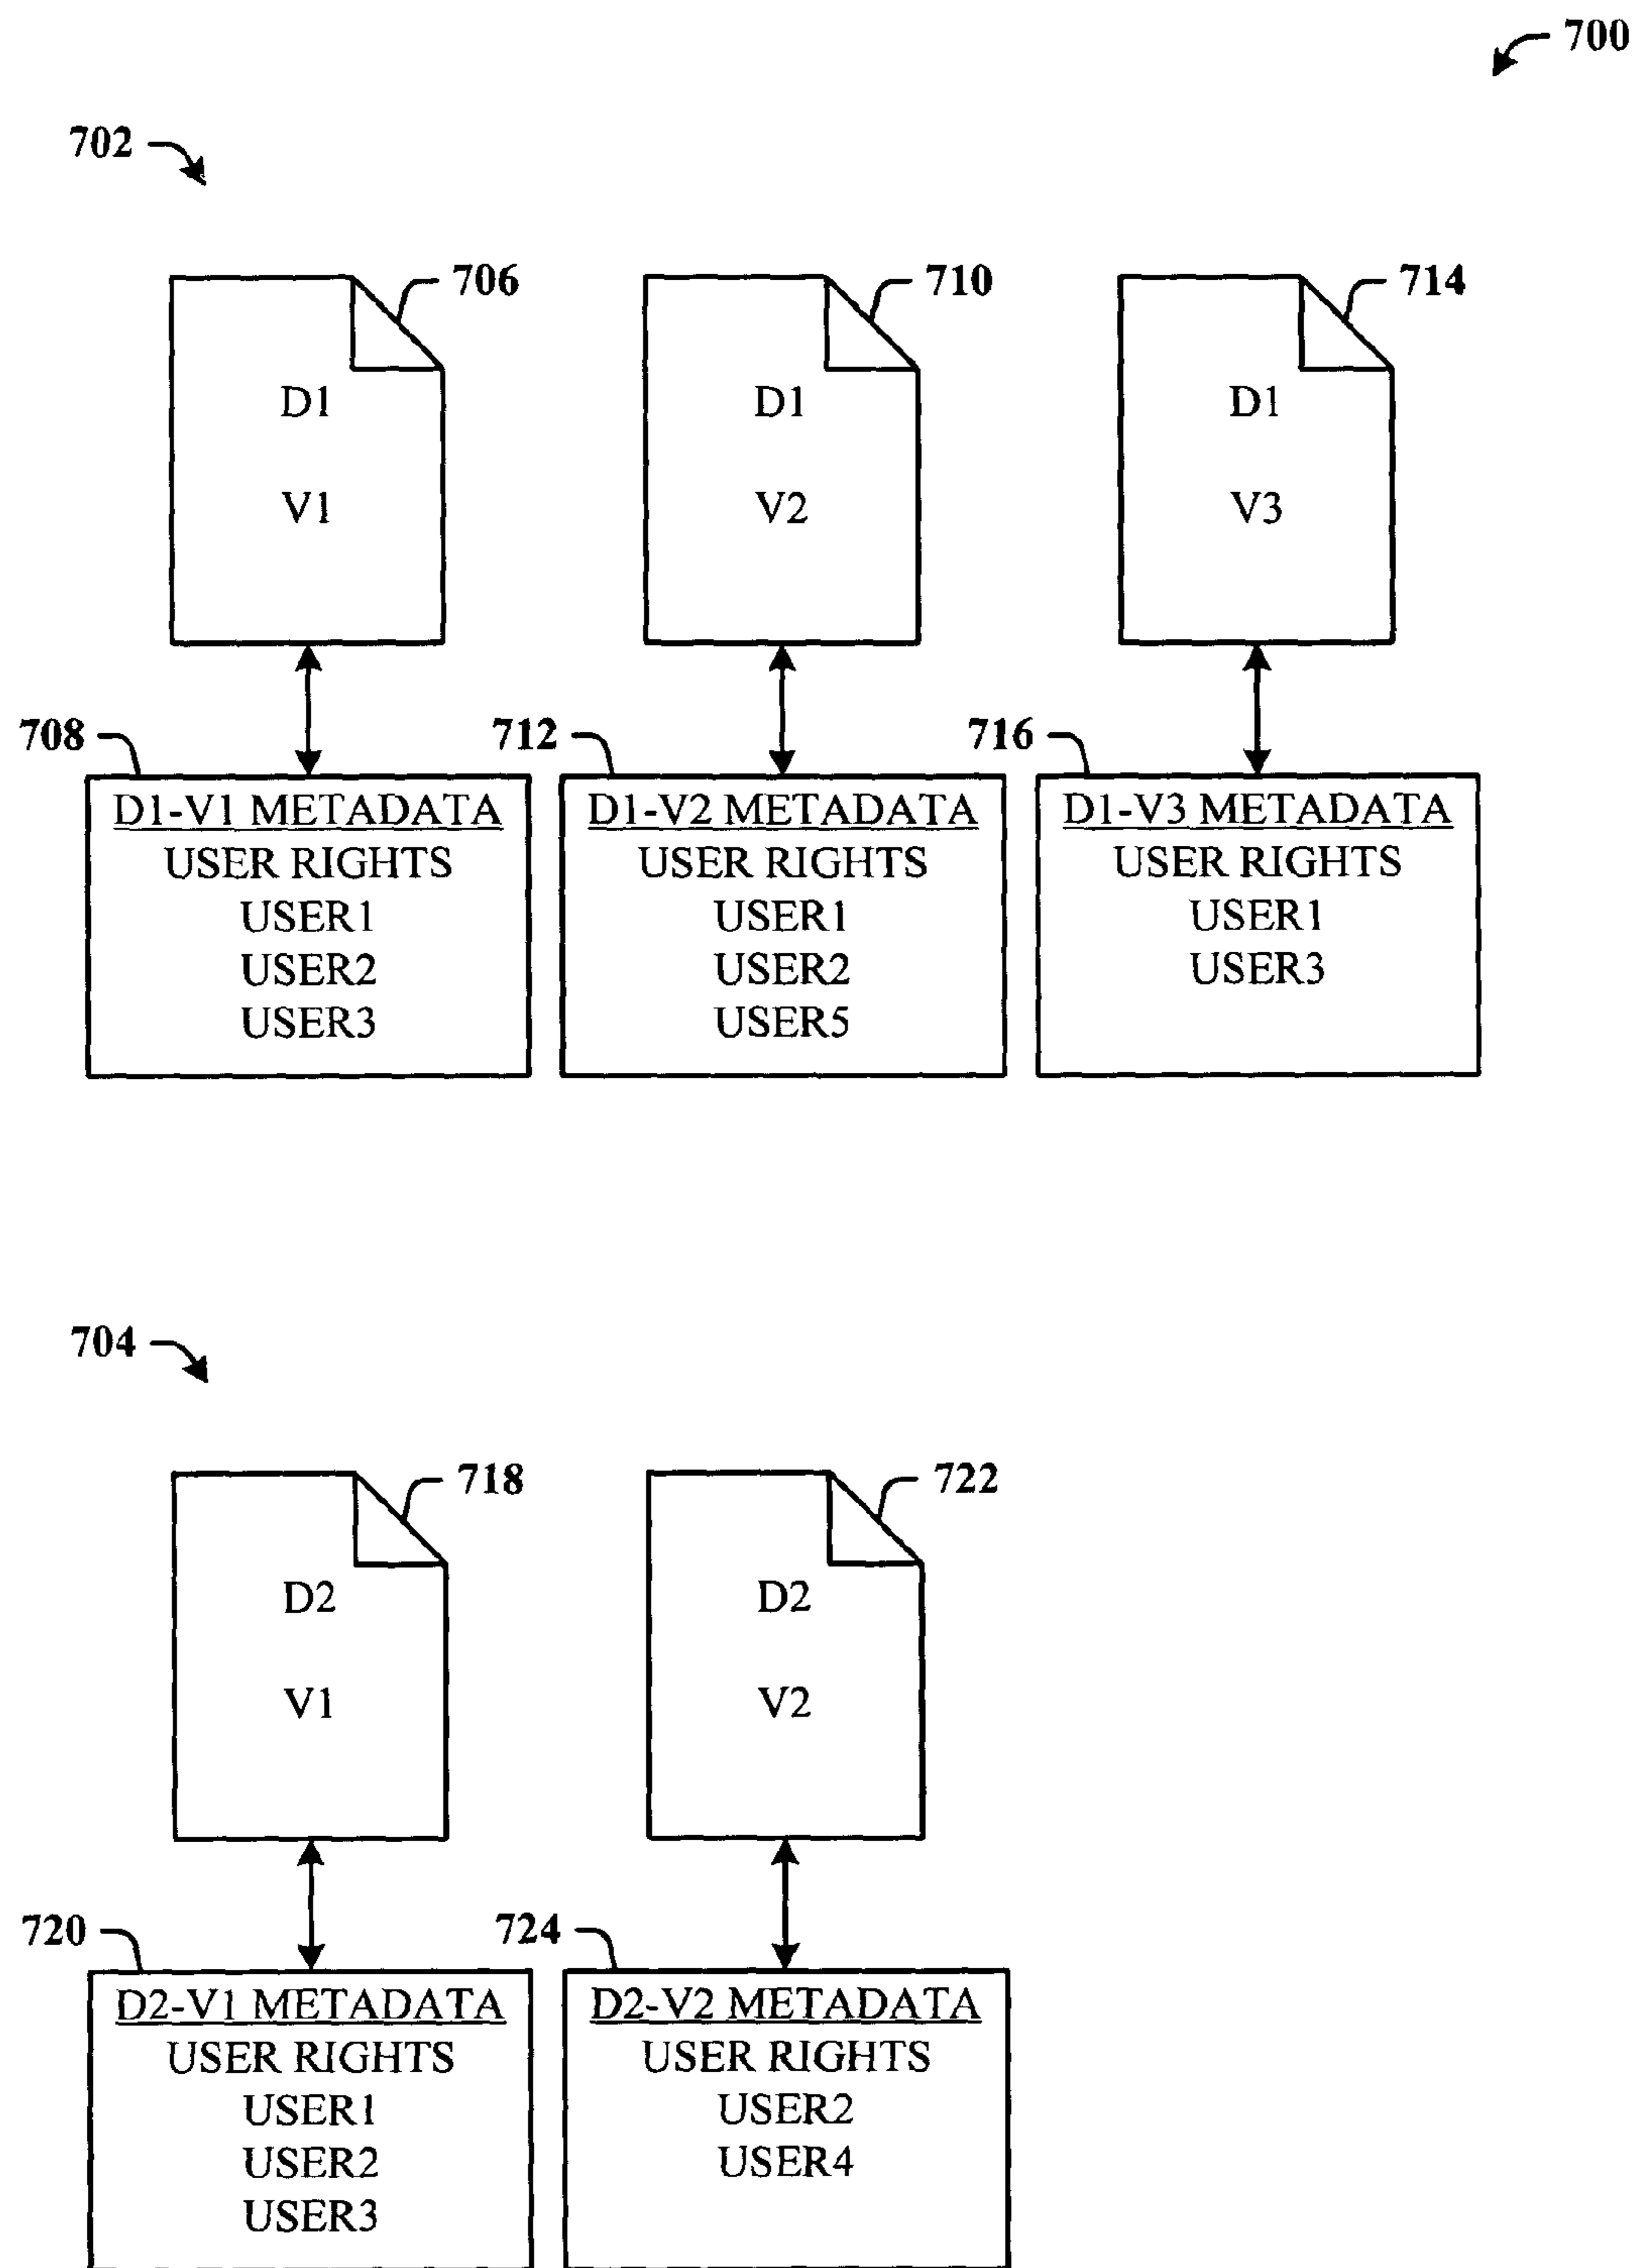 700
702
706
710
714
D1
D1
D1
V1
V2
V3
708
712
716
D1-V1 METADATA
USER RIGHTS
USER1
USER2
USER3
D1-V2 METADATA
USER RIGHTS
USER1
USER2
USER5
D1-V3 METADATA
USER RIGHTS
USER1
USER3
704
718
722
D2
D2
V1
V2
720
724
D2-V1 METADATA
USER RIGHTS
USER1
USER2
USER3
D2-V2 METADATA
USER RIGHTS
USER2
USER4